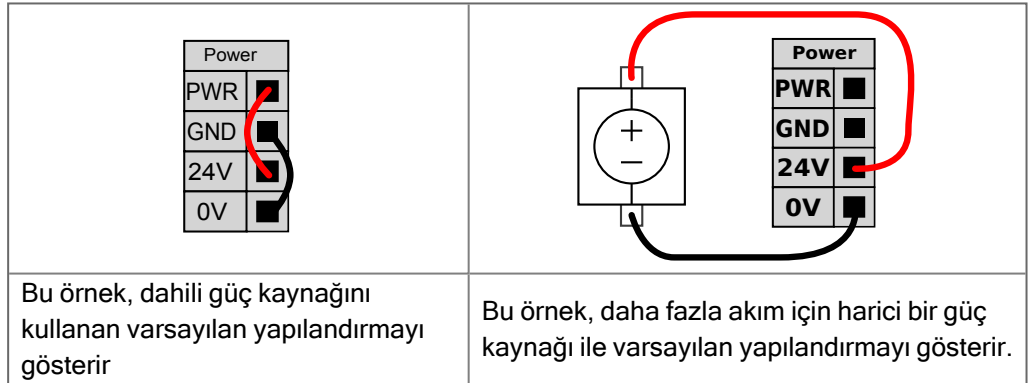 Power
PWR
GND
24V
0V
Power
PWR
GND
24V
0V
Bu örnek, dahili güç kaynağını
kullanan varsayılan yapılandırmayı
gösterir
Bu örnek, daha fazla akım için harici bir güç
kaynağı ile varsayılan yapılandırmayı gösterir.